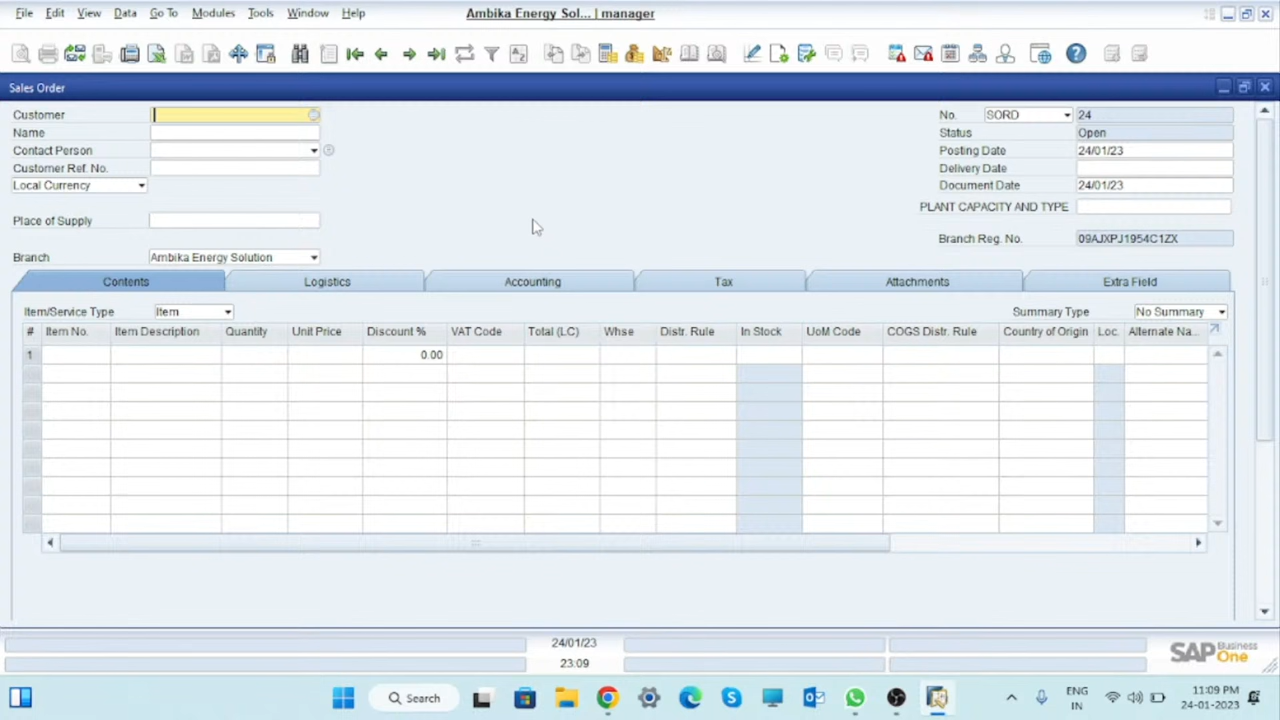 File Edit View Data Go To Modules Tools Window Help Ambika Energy Sol... | manager
Sales Order
Customer
Name
Contact Person
Customer Ref. No.
Local Currency
Place of Supply
Branch Ambika Energy Solution
No. SORD 24
Status Open
Posting Date 24/01/23
Delivery Date
Document Date 24/01/23
PLANT CAPACITY AND TYPE
Branch Reg. No. 09AJXPJ1954C1ZX
Contents Logistics Accounting Tax Attachments Extra Field
Item/Service Type Item Summary Type No Summary
# Item No. Item Description Quantity Unit Price Discount % VAT Code Total (LC) Whse Distr. Rule In Stock UoM Code COGS Distr. Rule Country of Origin Loc. Alternate Na...
1 0.00
24/01/23
23:09
SAP Business One
Search
ENG
IN
11:09 PM
24-01-2023